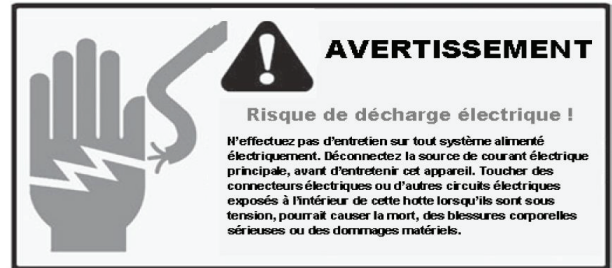 AVERTISSEMENT
Risque de décharge électrique !
N'effectuez pas d'entretien sur tout système alimenté
électriquement. Déconnectez la source de courant électrique
principale, avant d'entretenir cet appareil. Toucher des
connecteurs électriques ou d'autres circuits électriques
exposés à l'intérieur de cette hotte lorsqu'ils sont sous
tension, pourrait causer la mort, des blessures corporelles
sérieuses ou des dommages matériels.